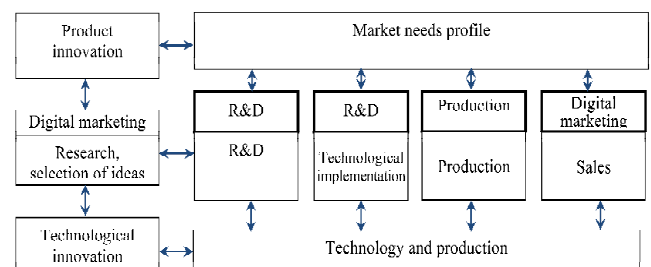 Product
innovation
Market needs profile
Digital marketing
Research,
selection of ideas
R&D
R&D
R&D
Technological
implementation
Production
Production
Digital
marketing
Sales
Technological
innovation
Technology and production